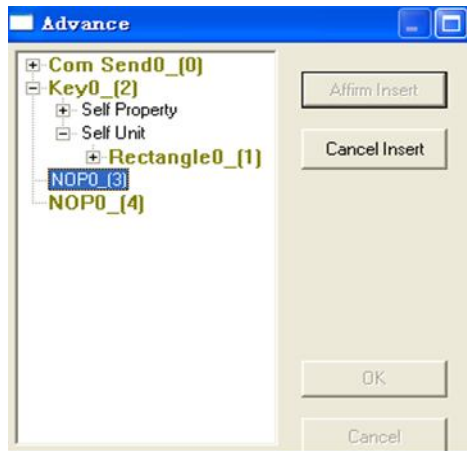 Advance
Com Send0_(0)
Key0_(2)
Self Property
Self Unit
Rectangle0_(1)
NOP0_(3)
NOP0_(4)
Affirm Insert
Cancel Insert
OK
Cancel